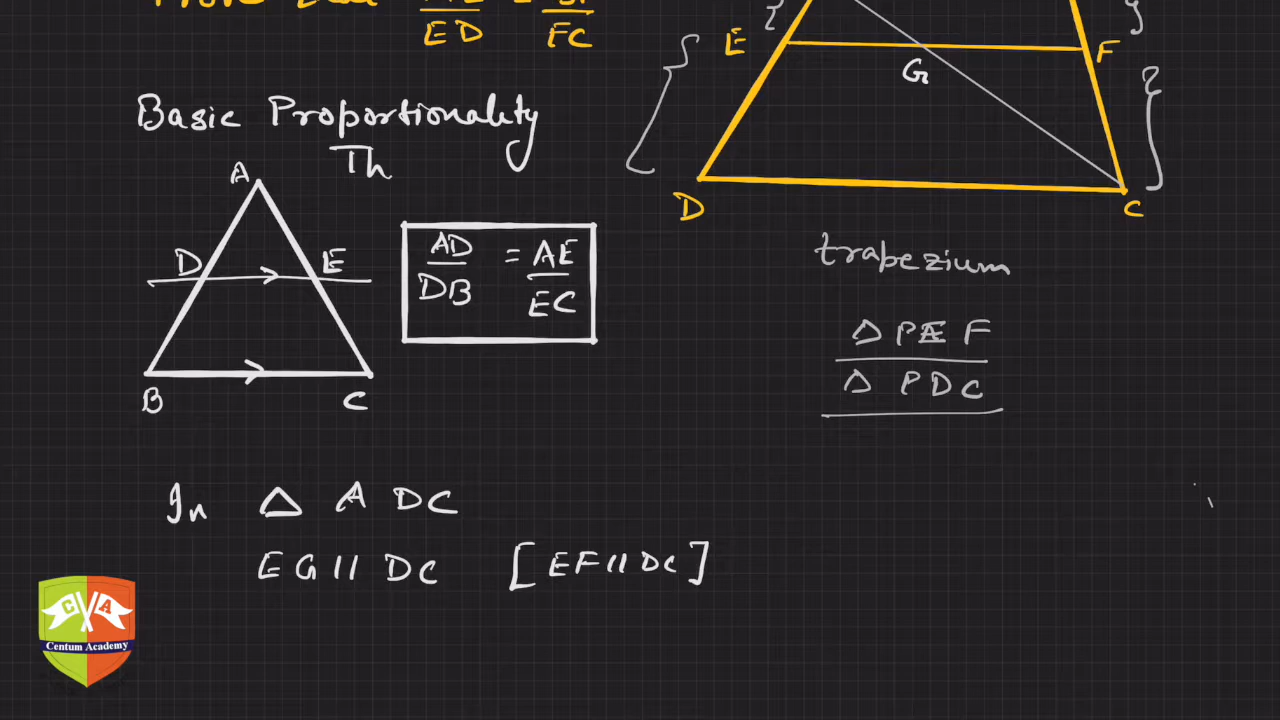 ED FC
E F
G
Basic Proportionality
Th
D C
A
D E
AD = AE
DB EC
B C
trapezium
Δ PEF
Δ PDC
In Δ ADC
EG || DC [EF || DC]
C A
Centum Academy